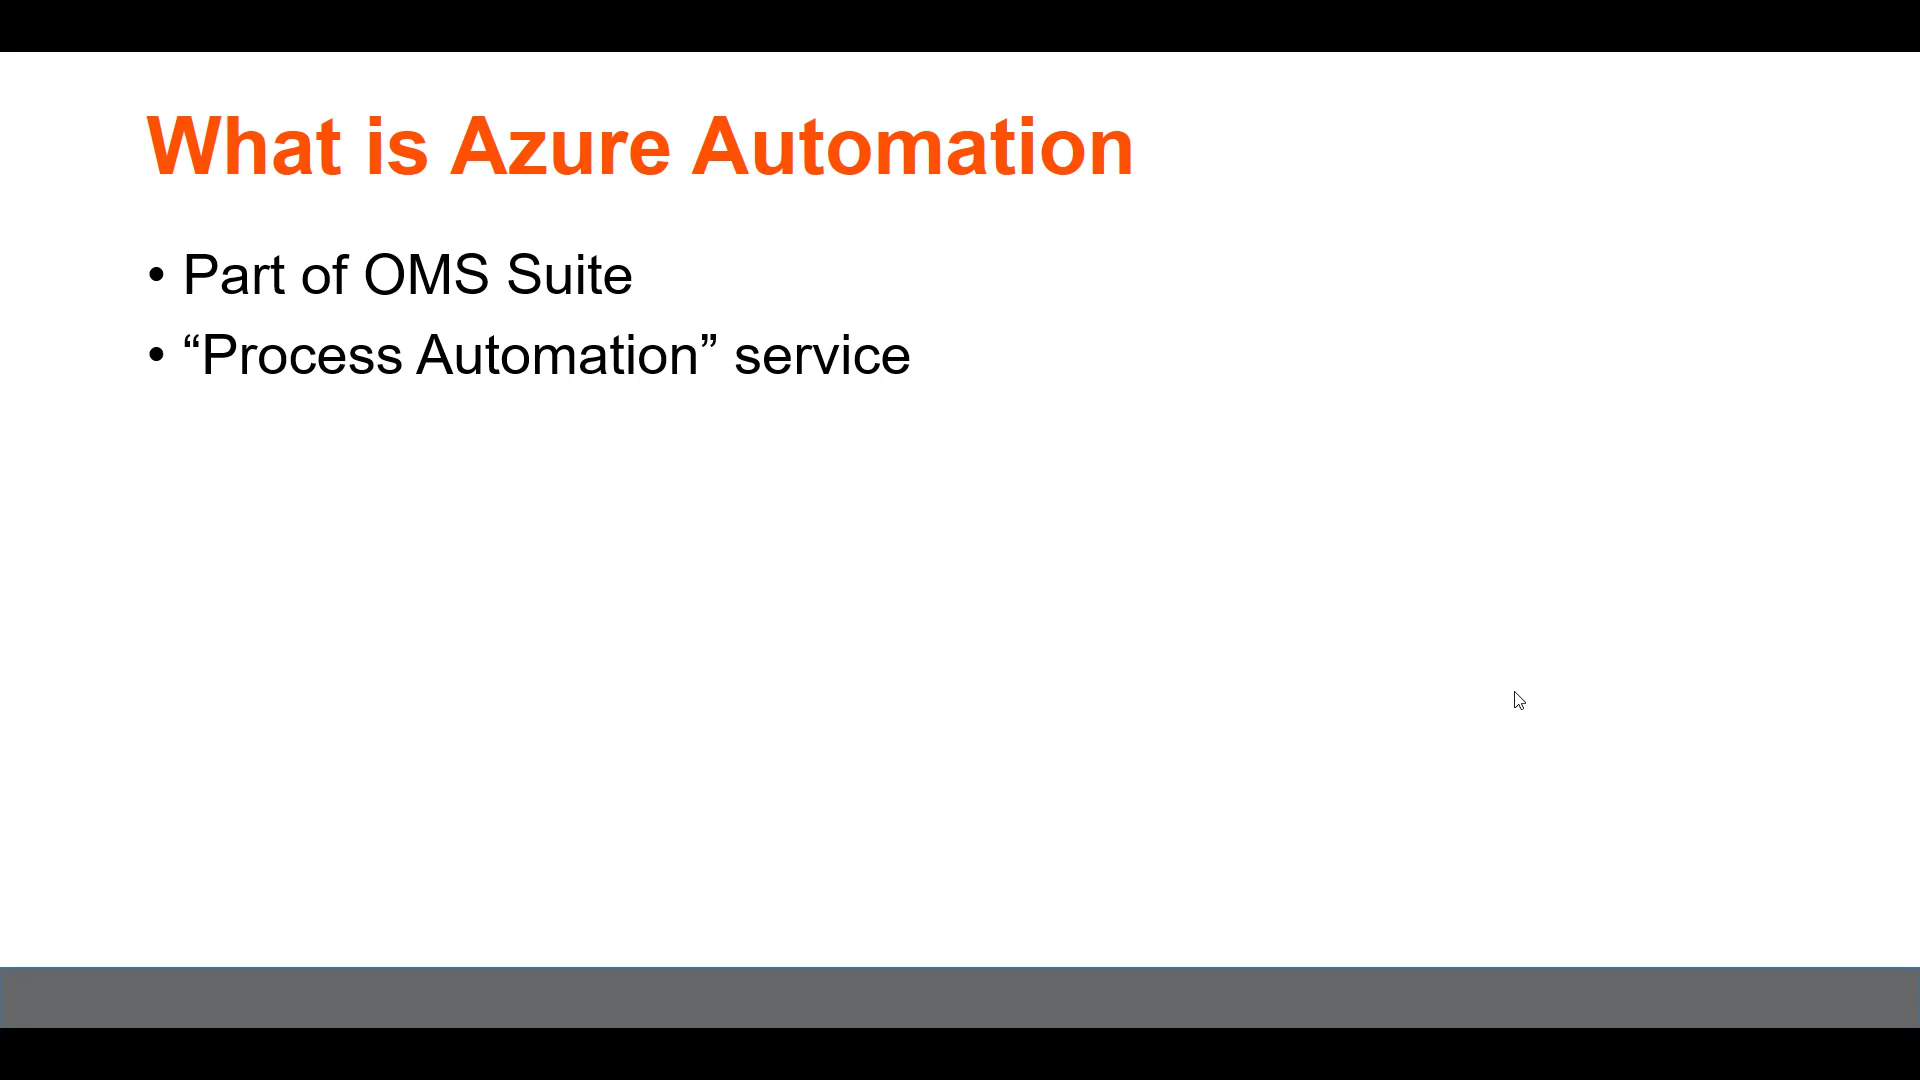 What is Azure Automation
• Part of OMS Suite
• “Process Automation” service